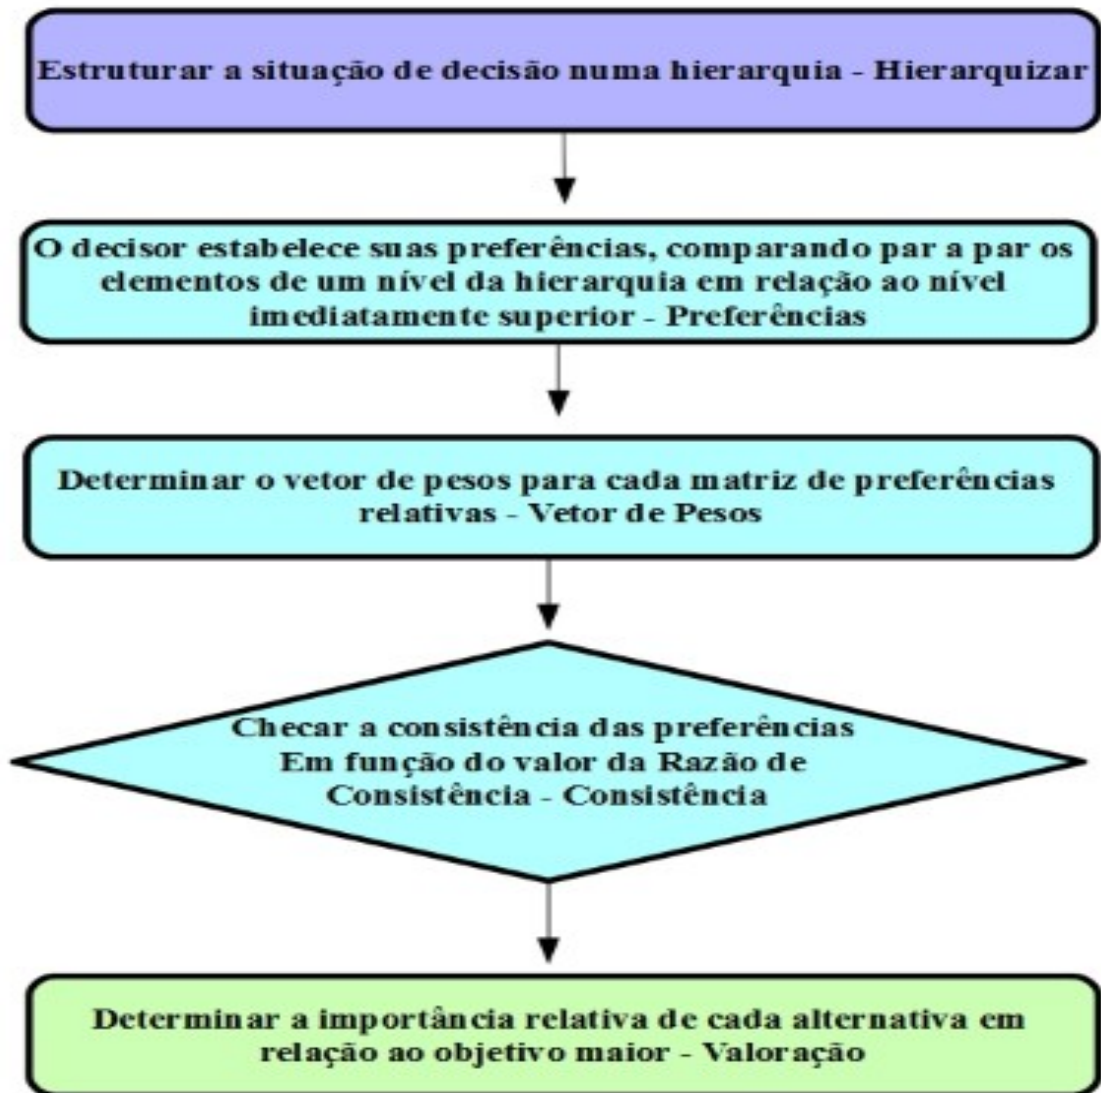 Estruturar a situação de decisão numa hierarquia - Hierarquizar
O decisor estabelece suas preferências, comparando par a par os
elementos de um nível da hierarquia em relação ao nível
imediatamente superior - Preferências
Determinar o vetor de pesos para cada matriz de preferências
relativas - Vetor de Pesos
Checar a consistência das preferências
Em função do valor da Razão de
Consistência - Consistência
Determinar a importância relativa de cada alternativa em
relação ao objetivo maior - Valoração